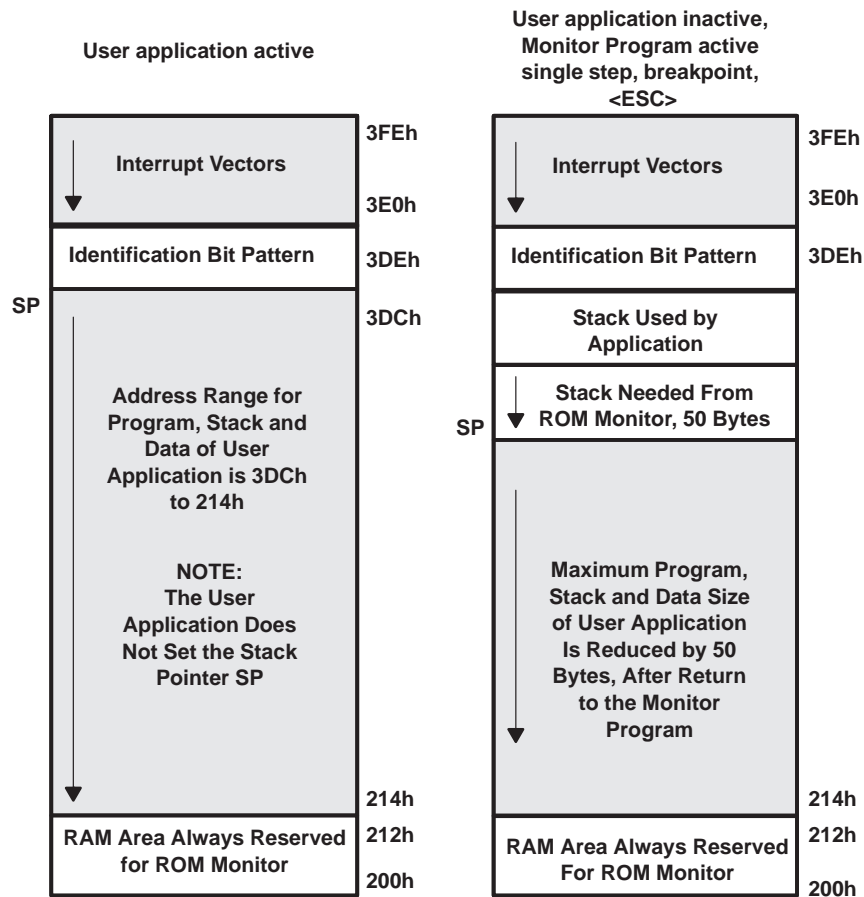 User application active
3FEh
Interrupt Vectors
3E0h
Identification Bit Pattern
3DEh
SP
3DCh
Address Range for
Program, Stack and
Data of User
Application is 3DCh
to 214h
NOTE:
The User
Application Does
Not Set the Stack
Pointer SP
214h
RAM Area Always Reserved
for ROM Monitor
212h
200h
User application inactive,
Monitor Program active
single step, breakpoint,
<ESC>
3FEh
Interrupt Vectors
3E0h
Identification Bit Pattern
3DEh
Stack Used by
Application
Stack Needed From
ROM Monitor, 50 Bytes
SP
Maximum Program,
Stack and Data Size
of User Application
Is Reduced by 50
Bytes, After Return
to the Monitor
Program
214h
212h
RAM Area Always Reserved
For ROM Monitor
200h